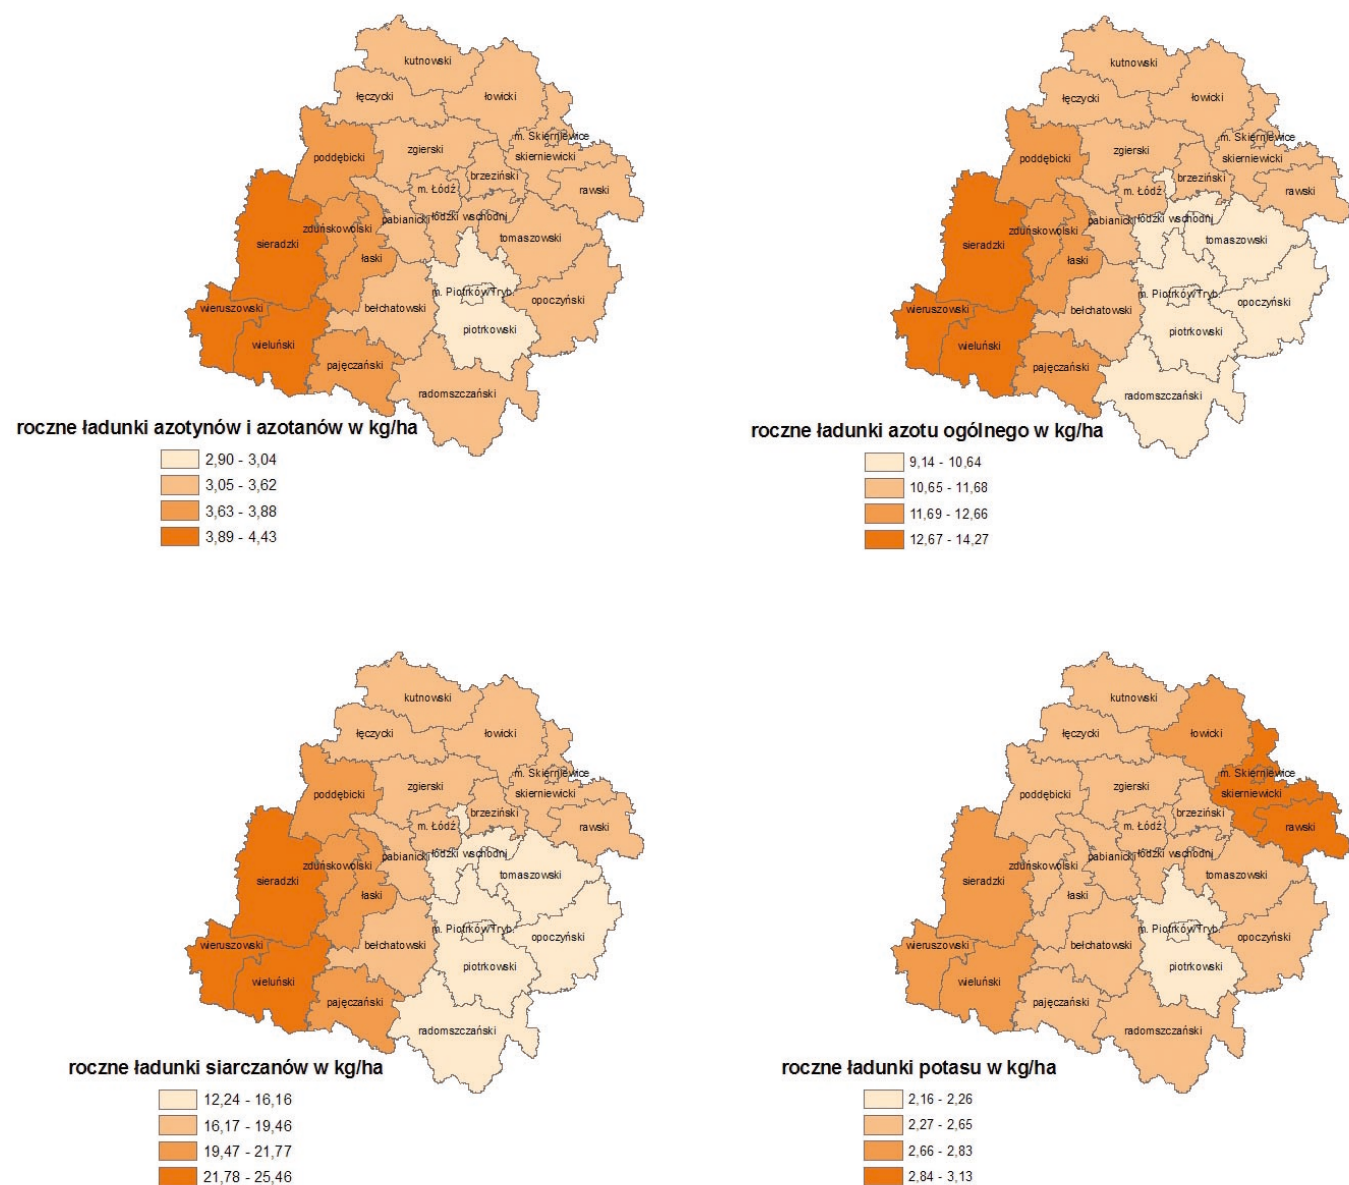 kutnowski
łęczycki
łowicki
m. Skierniewice
poddębicki
zgierski
skierniewicki
brzeziński
rawski
m. Łódź
pabianicki
łódzki wschodni
zduńskowolski
tomaszowski
sieradzki
łaski
m. Piotrków Tryb.
opoczyński
wieruszowski
bełchatowski
piotrkowski
wieluński
pajęczański
radomszczański
roczne ładunki azotynów i azotanów w kg/ha
2,90 - 3,04
3,05 - 3,62
3,63 - 3,88
3,89 - 4,43
kutnowski
łęczycki
łowicki
m. Skierniewice
poddębicki
zgierski
skierniewicki
brzeziński
rawski
m. Łódź
pabianicki
łódzki wschodni
zduńskowolski
tomaszowski
sieradzki
łaski
m. Piotrków Tryb.
opoczyński
wieruszowski
bełchatowski
piotrkowski
wieluński
pajęczański
radomszczański
roczne ładunki azotu ogólnego w kg/ha
9,14 - 10,64
10,65 - 11,68
11,69 - 12,66
12,67 - 14,27
kutnowski
łęczycki
łowicki
m. Skierniewice
poddębicki
zgierski
skierniewicki
brzeziński
rawski
m. Łódź
pabianicki
łódzki wschodni
zduńskowolski
tomaszowski
sieradzki
łaski
m. Piotrków Tryb.
opoczyński
wieruszowski
bełchatowski
piotrkowski
wieluński
pajęczański
radomszczański
roczne ładunki siarczanów w kg/ha
12,24 - 16,16
16,17 - 19,46
19,47 - 21,77
21,78 - 25,46
kutnowski
łęczycki
łowicki
m. Skierniewice
poddębicki
zgierski
skierniewicki
brzeziński
rawski
m. Łódź
pabianicki
łódzki wschodni
zduńskowolski
tomaszowski
sieradzki
łaski
m. Piotrków Tryb.
opoczyński
wieruszowski
bełchatowski
piotrkowski
wieluński
pajęczański
radomszczański
roczne ładunki potasu w kg/ha
2,16 - 2,26
2,27 - 2,65
2,66 - 2,83
2,84 - 3,13